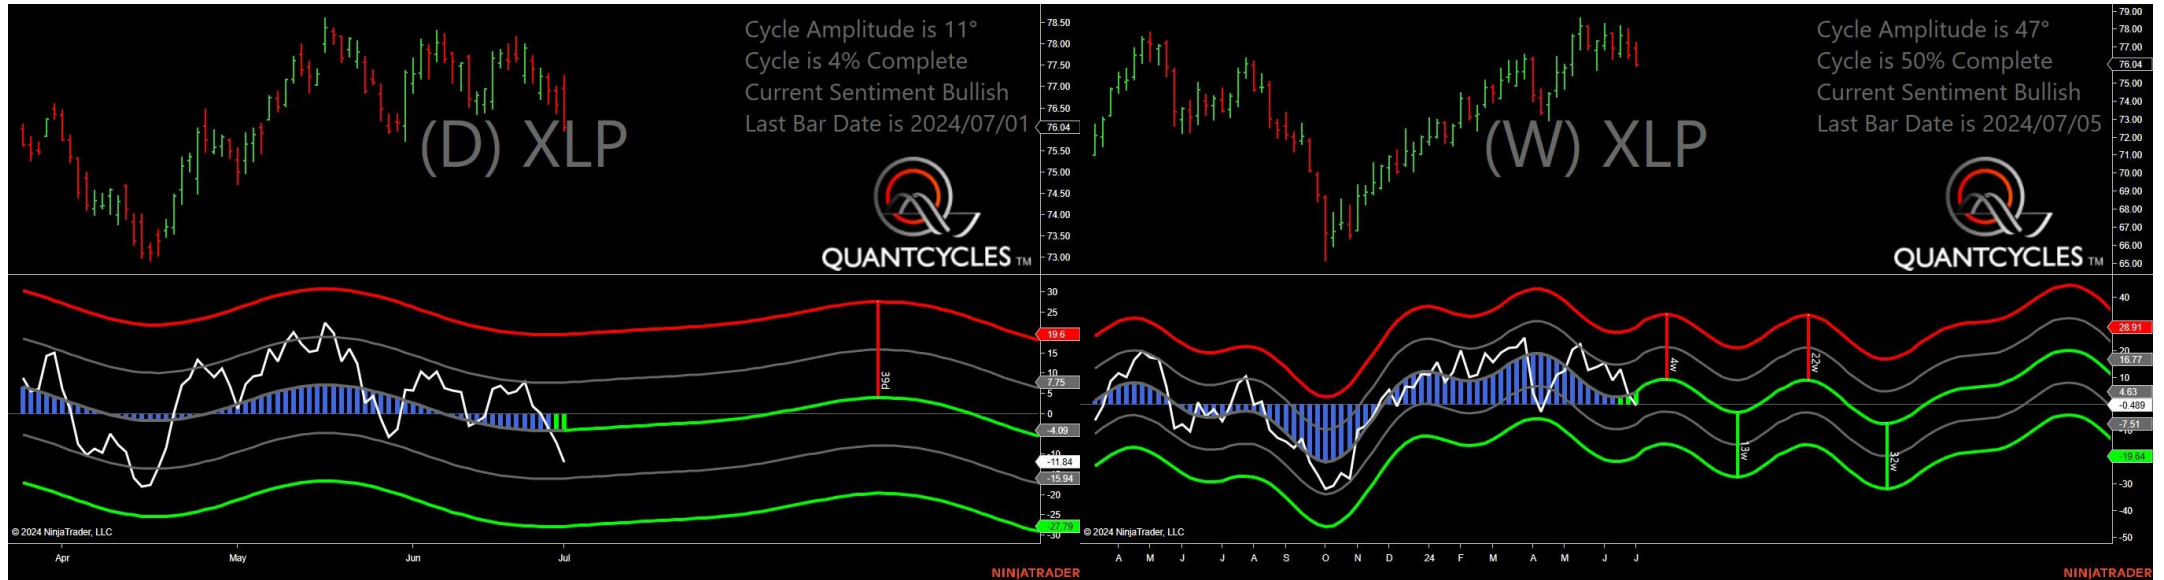 Cycle Amplitude is 11°
Cycle is 4% Complete
Current Sentiment Bullish
Last Bar Date is 2024/07/01
(D) XLP
QUANTCYCLES TM
78.50
78.00
77.50
77.00
76.50
76.04
75.50
75.00
74.50
74.00
73.50
73.00
30
25
19.6
15
7.75
5
0
-4.09
-11.84
-15.94
-20
-25
-27.79
-30
39d
© 2024 NinjaTrader, LLC
Apr May Jun Jul
NINJATRADER
Cycle Amplitude is 47°
Cycle is 50% Complete
Current Sentiment Bullish
Last Bar Date is 2024/07/05
(W) XLP
QUANTCYCLES TM
79.00
78.00
77.00
76.04
75.00
74.00
73.00
72.00
71.00
70.00
69.00
68.00
67.00
66.00
65.00
40
28.91
16.77
10
4.63
-0.489
-7.51
-19.64
-30
-40
-50
4w
13w
22w
32w
© 2024 NinjaTrader, LLC
A M J J A S O N D 24 F M A M J J
NINJATRADER